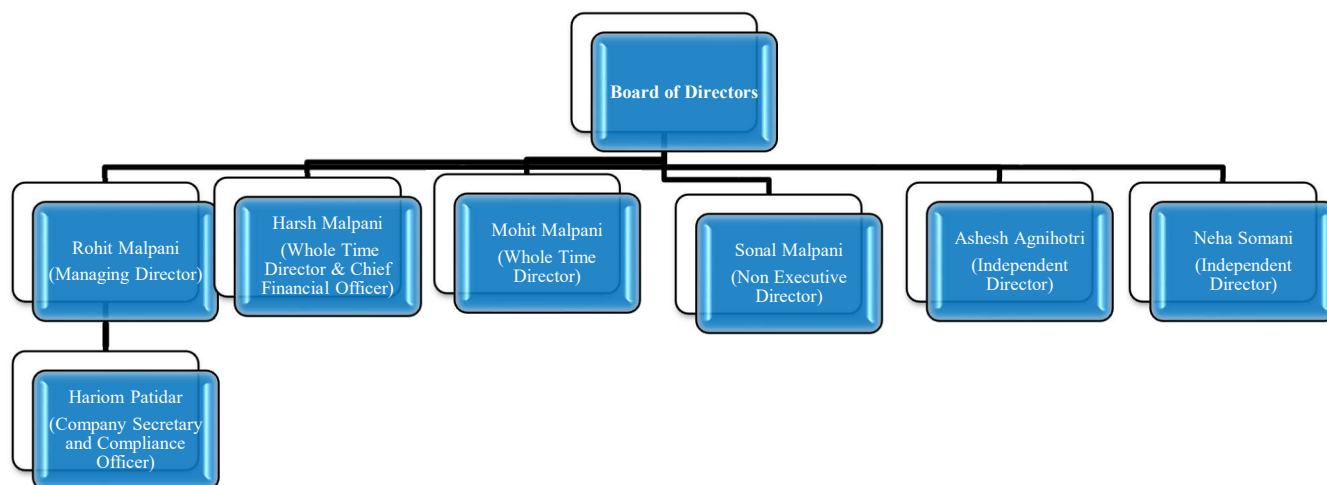 Board of Directors
Rohit Malpani
(Managing Director)
Harsh Malpani
(Whole Time
Director & Chief
Financial Officer)
Mohit Malpani
(Whole Time
Director)
Sonal Malpani
(Non Executive
Director)
Ashesh Agnihotri
(Independent
Director)
Neha Somani
(Independent
Director)
Hariom Patidar
(Company Secretary
and Compliance
Officer)